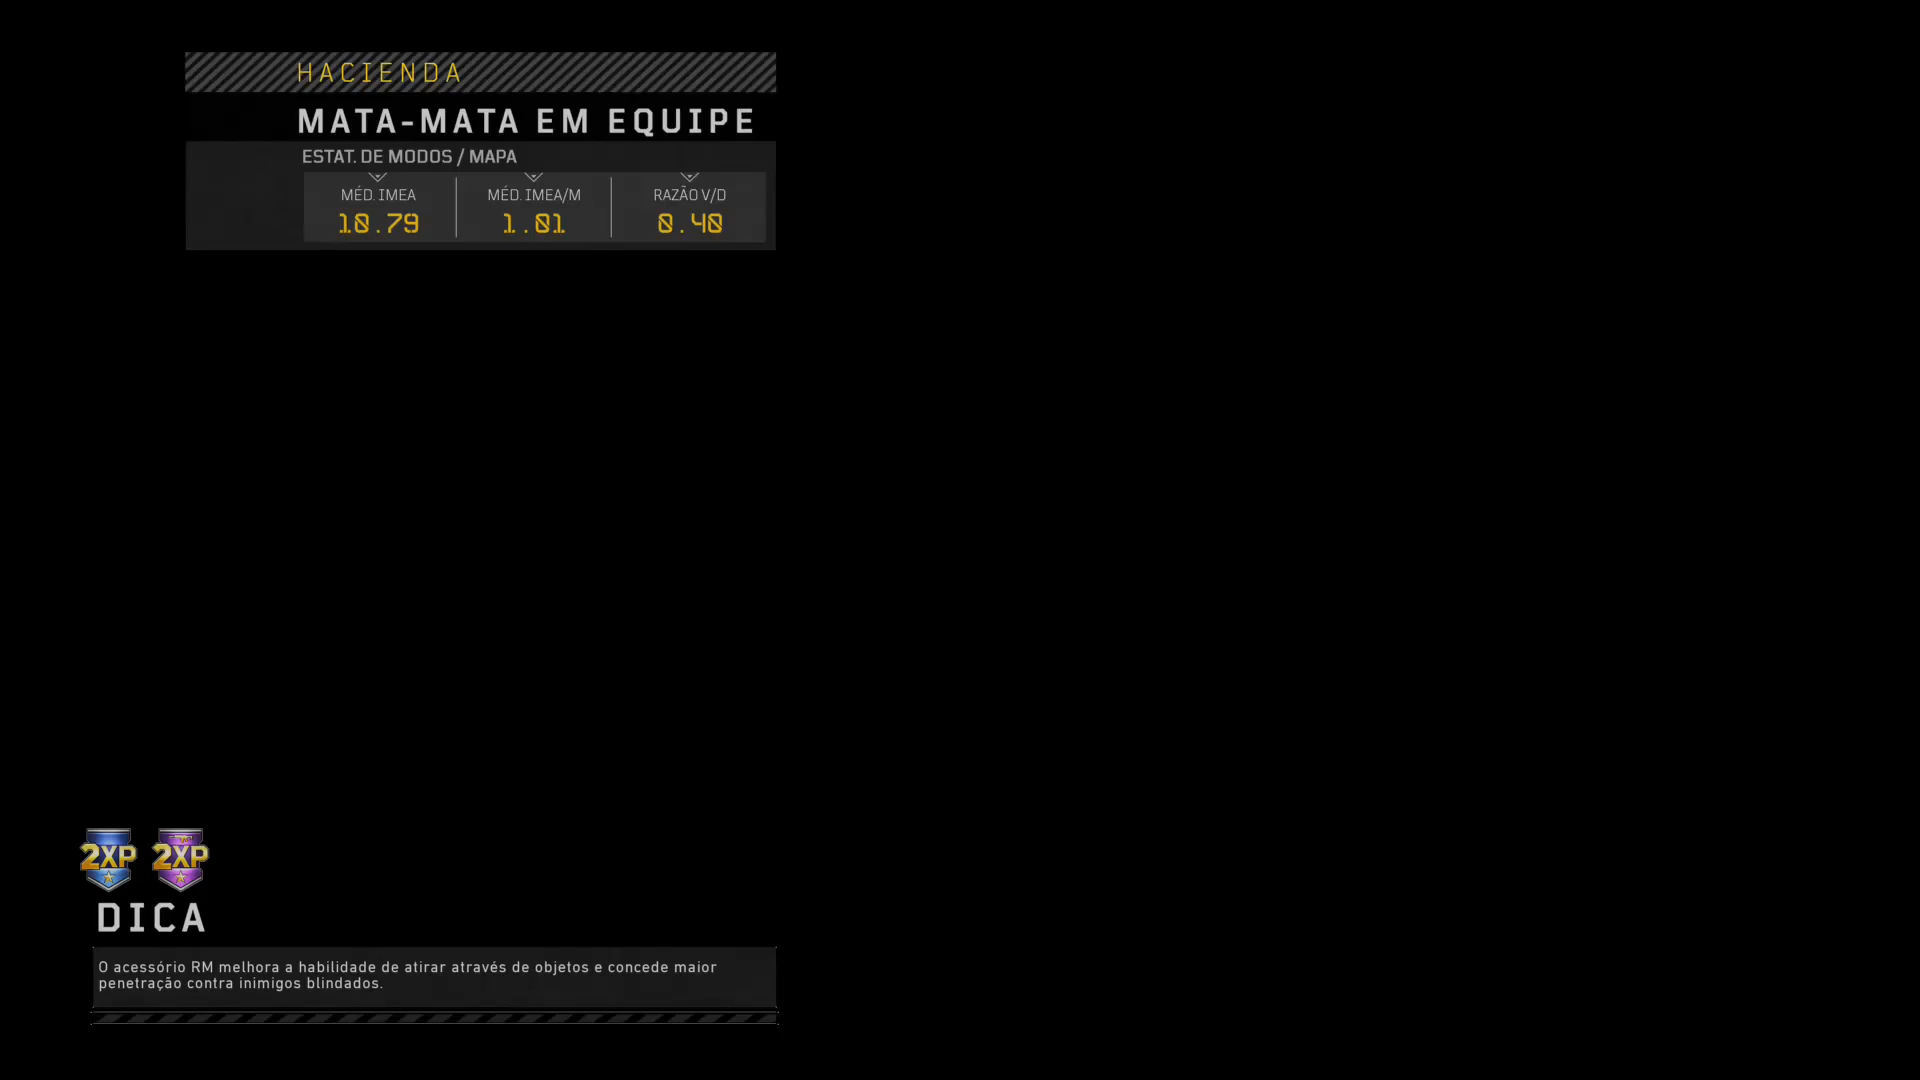 HACIENDA
MATA-MATA EM EQUIPE
ESTAT. DE MODOS / MAPA
MÉD. IMEA
MÉD. IMEA/M
RAZÃO V/D
10.79
1.01
0.40
2XP
2XP
DICA
O acessório RM melhora a habilidade de atirar através de objetos e concede maior
penetração contra inimigos blindados.